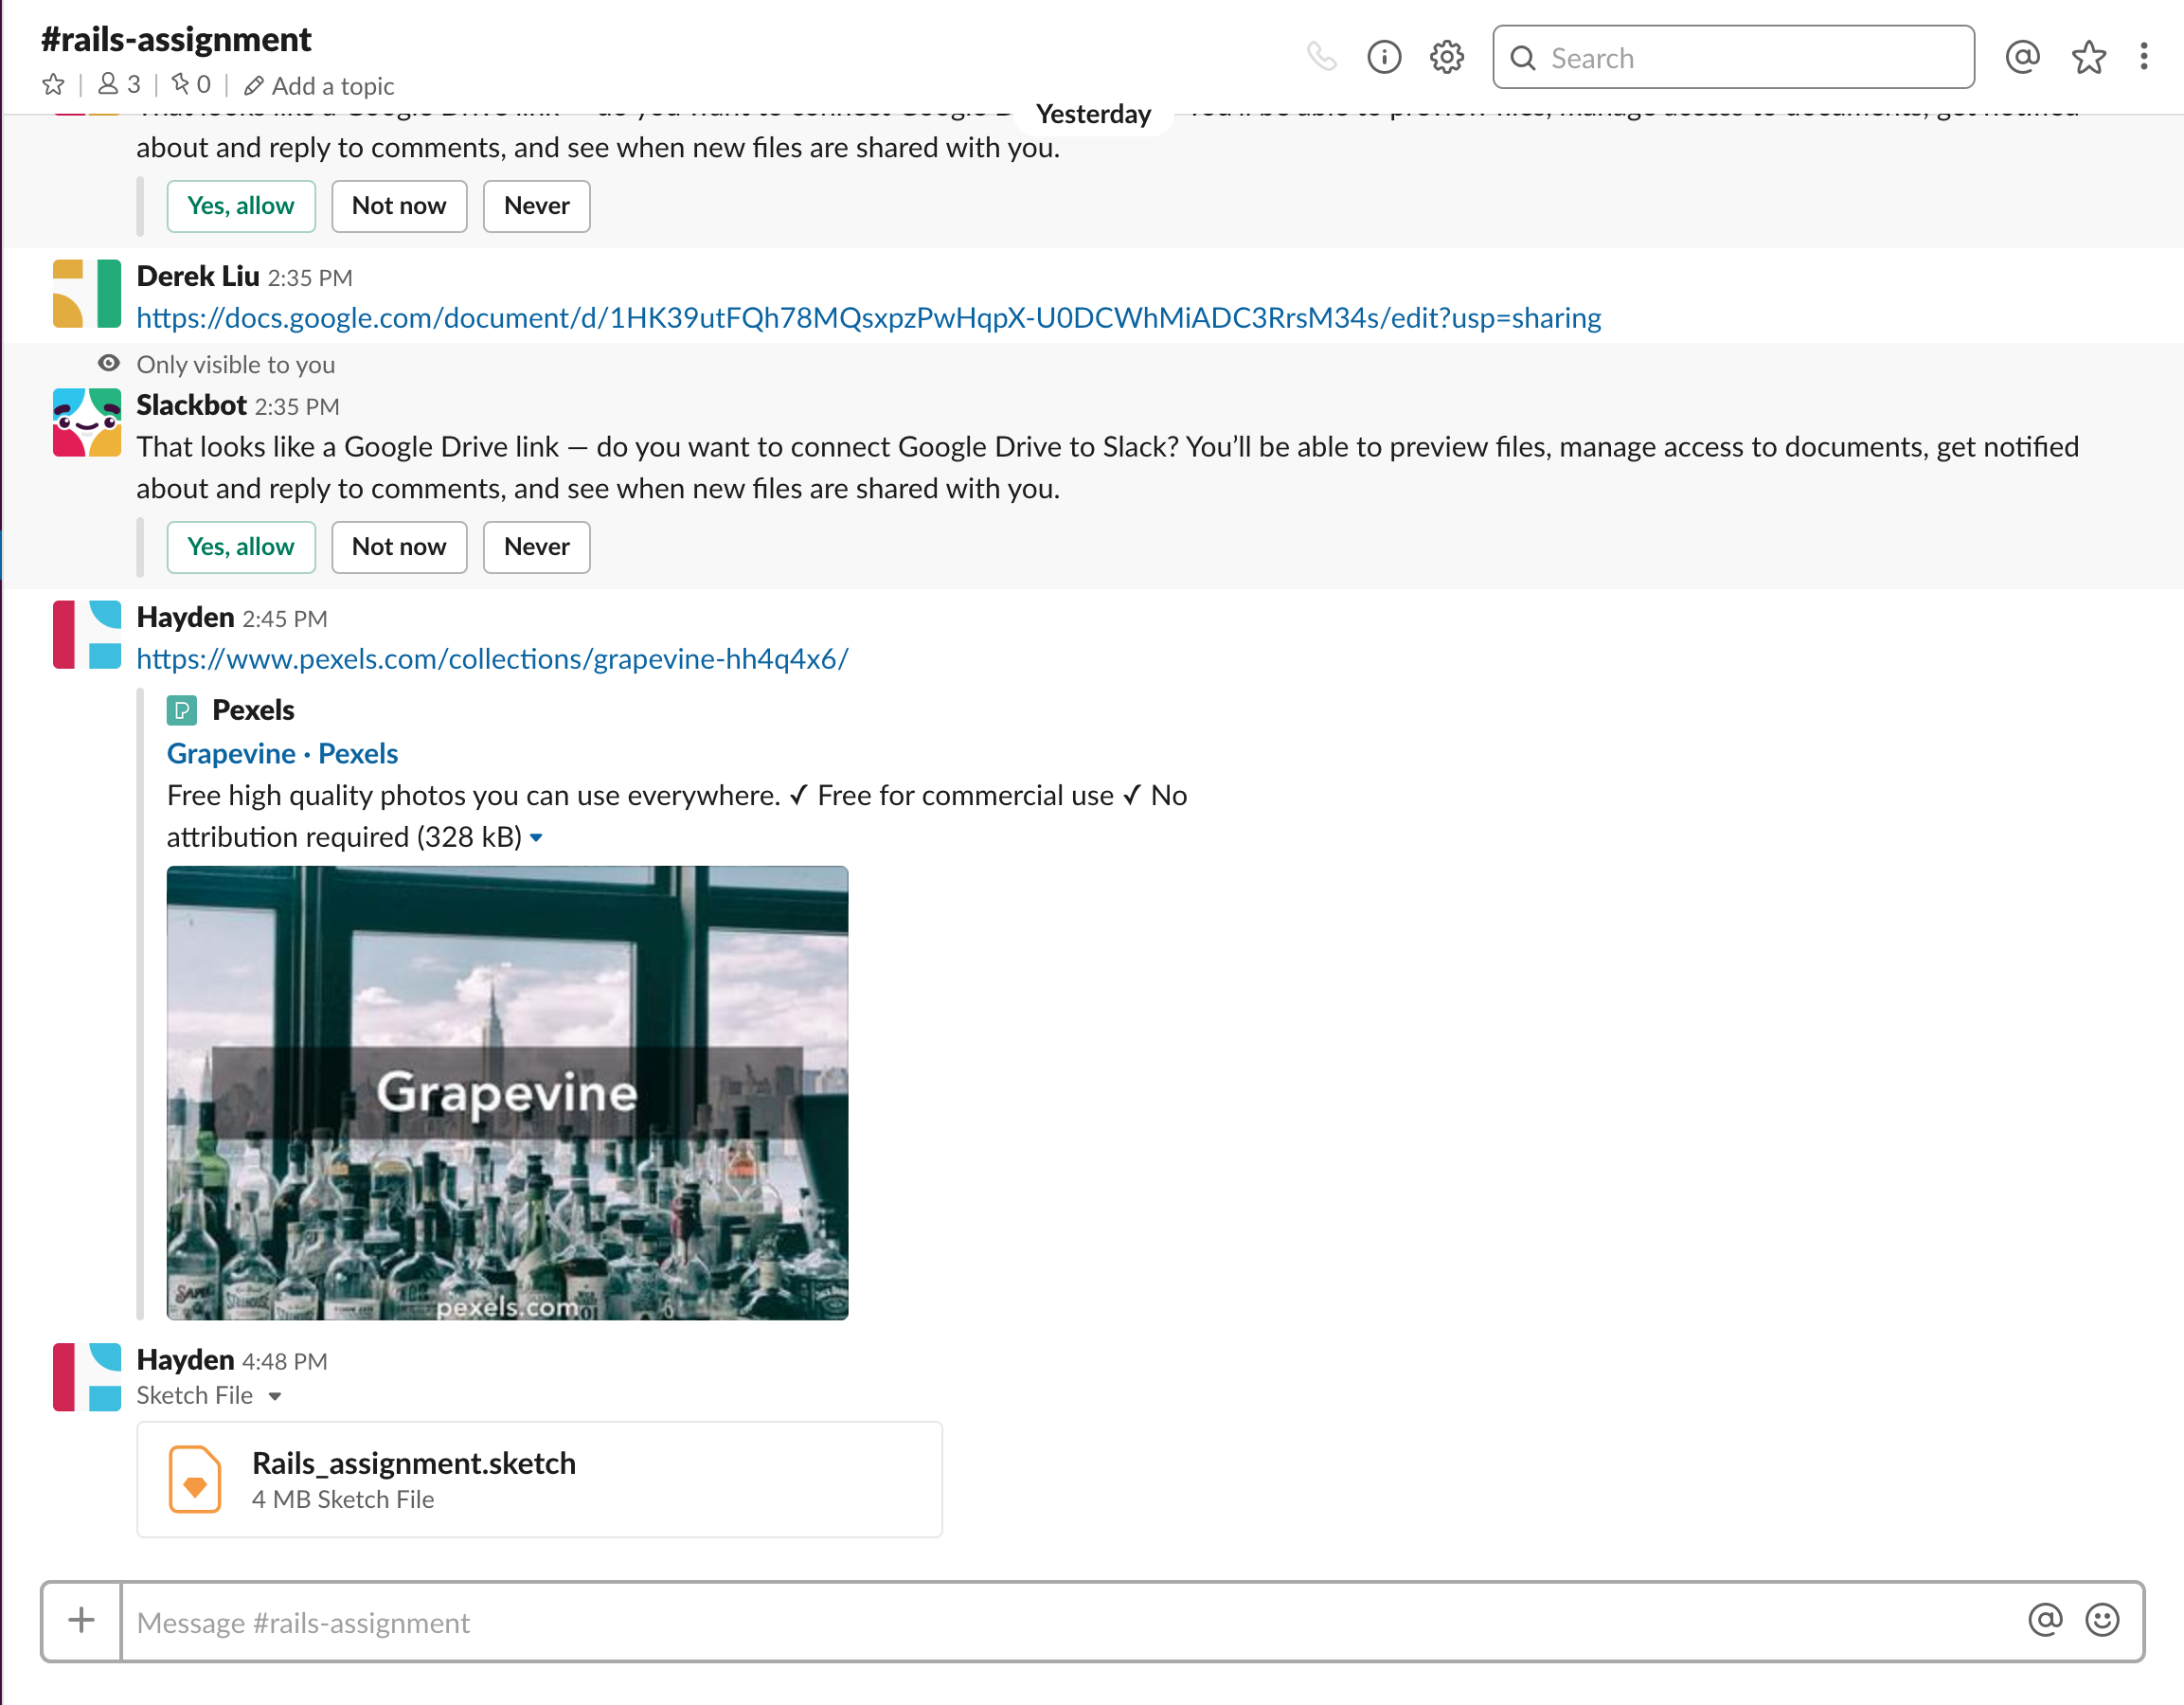 #rails-assignment
3 | 0 | Add a topic
Search
Yesterday
about and reply to comments, and see when new files are shared with you.
Yes, allow Not now Never
Derek Liu 2:35 PM
https://docs.google.com/document/d/1HK39utFQh78MQsxpzPwHqpX-U0DCWhMiADC3RrsM34s/edit?usp=sharing
Only visible to you
Slackbot 2:35 PM
That looks like a Google Drive link — do you want to connect Google Drive to Slack? You’ll be able to preview files, manage access to documents, get notified
about and reply to comments, and see when new files are shared with you.
Yes, allow Not now Never
Hayden 2:45 PM
https://www.pexels.com/collections/grapevine-hh4q4x6/
Pexels
Grapevine · Pexels
Free high quality photos you can use everywhere. ✓ Free for commercial use ✓ No
attribution required (328 kB)
Grapevine
pexels.com
Hayden 4:48 PM
Sketch File
Rails_assignment.sketch
4 MB Sketch File
Message #rails-assignment